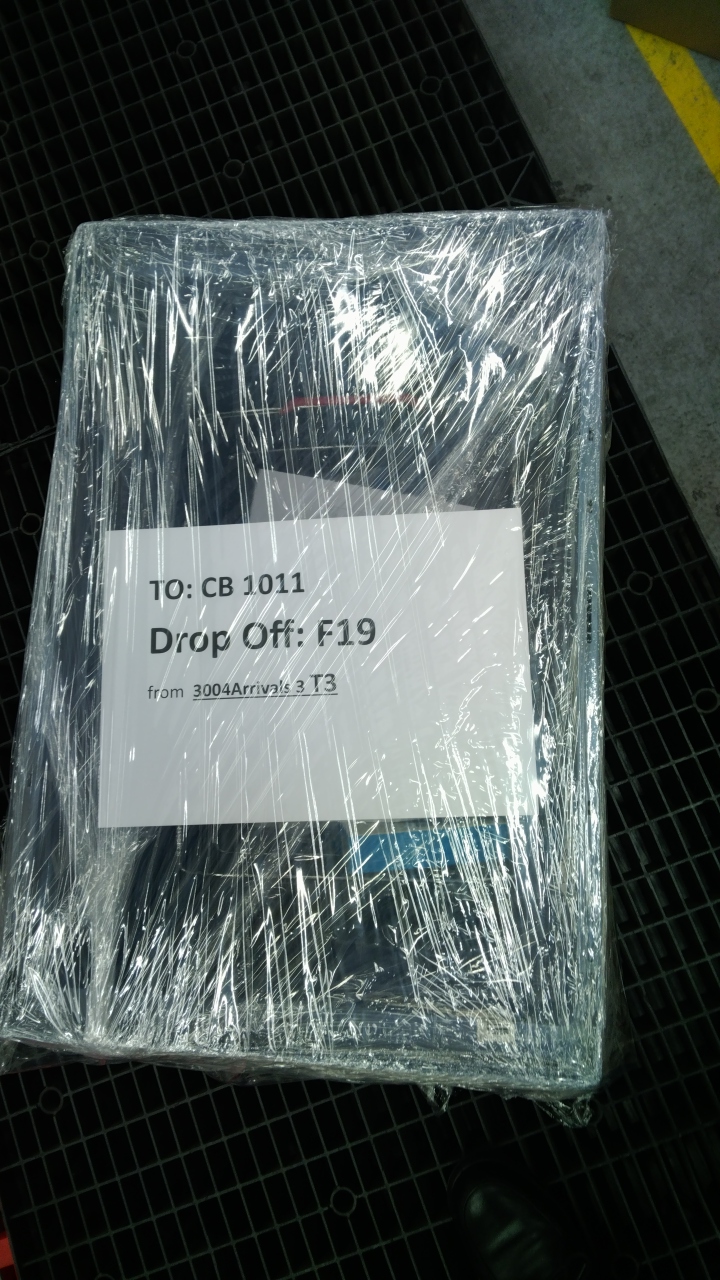 TO: CB 1011
Drop Off: F19
from 3004Arrivals 3 T3